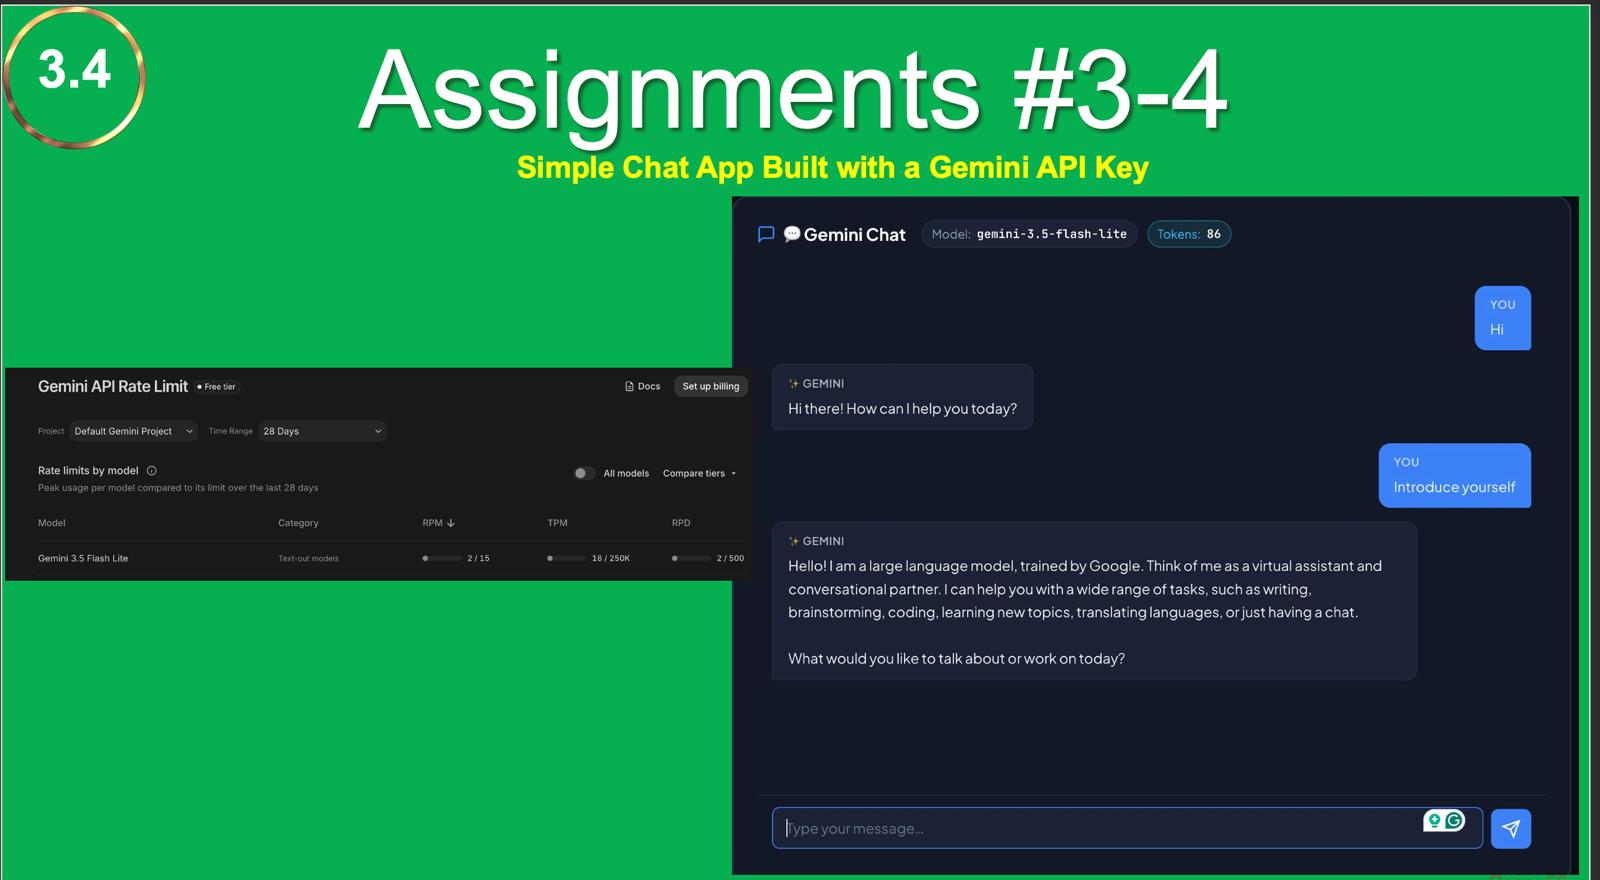 3.4
Assignments #3-4
Simple Chat App Built with a Gemini API Key
Gemini API Rate Limit
Free tier
Docs
Set up billing
Project
Default Gemini Project
Time Range
28 Days
Rate limits by model
All models
Compare tiers
Peak usage per model compared to its limit over the last 28 days
Model Category RPM TPM RPD
Gemini 3.5 Flash Lite Text-out models 2 / 15 18 / 250K 2 / 500
💬 Gemini Chat
Model: gemini-3.5-flash-lite
Tokens: 86
YOU
Hi
✨ GEMINI
Hi there! How can I help you today?
YOU
Introduce yourself
✨ GEMINI
Hello! I am a large language model, trained by Google. Think of me as a virtual assistant and
conversational partner. I can help you with a wide range of tasks, such as writing,
brainstorming, coding, learning new topics, translating languages, or just having a chat.
What would you like to talk about or work on today?
Type your message...